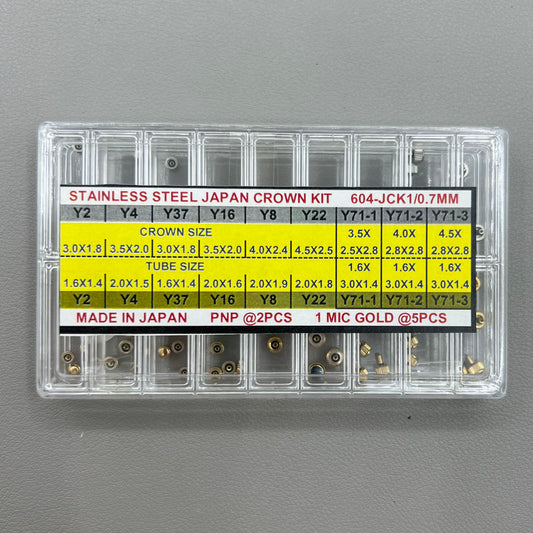 STAINLESS STEEL JAPAN CROWN KIT 604-JCK1/0.7MM
Y2 Y4 Y37 Y16 Y8 Y22 Y71-1 Y71-2 Y71-3
CROWN SIZE 3.5X 4.0X 4.5X
3.0X1.8 3.5X2.0 3.0X1.8 3.5X2.0 4.0X2.4 4.5X2.5 2.5X2.8 2.8X2.8 2.8X2.8
TUBE SIZE 1.6X 1.6X 1.6X
1.6X1.4 2.0X1.5 1.6X1.4 2.0X1.6 2.0X1.9 2.0X1.8 3.0X1.4 3.0X1.4 3.0X1.4
Y2 Y4 Y37 Y16 Y8 Y22 Y71-1 Y71-2 Y71-3
MADE IN JAPAN PNP @2PCS 1 MIC GOLD @5PCS